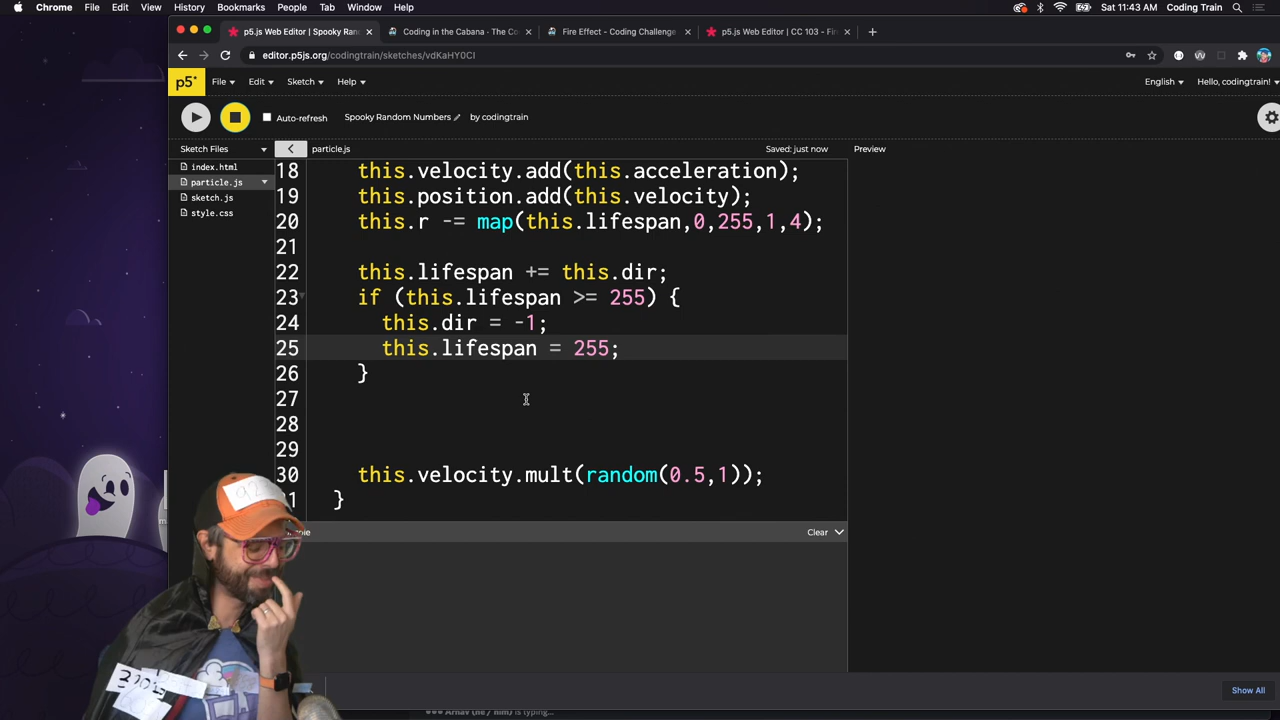 Chrome File Edit View History Bookmarks People Tab Window Help Sat 11:43 AM Coding Train
p5.js Web Editor | Spooky Ran Coding in the Cabana - The Co Fire Effect - Coding Challenge p5.js Web Editor | CC 103 - Fir
editor.p5js.org/codingtrain/sketches/vdKaHY0CI
p5* File Edit Sketch Help English Hello, codingtrain!
Auto-refresh Spooky Random Numbers by codingtrain
Sketch Files particle.js Saved: just now Preview
index.html
particle.js
sketch.js
style.css
18 this.velocity.add(this.acceleration);
19 this.position.add(this.velocity);
20 this.r -= map(this.lifespan,0,255,1,4);
21
22 this.lifespan += this.dir;
23 if (this.lifespan >= 255) {
24 this.dir = -1;
25 this.lifespan = 255;
26 }
27
28
29
30 this.velocity.mult(random(0.5,1));
}
Clear
92
Show All
is typing...